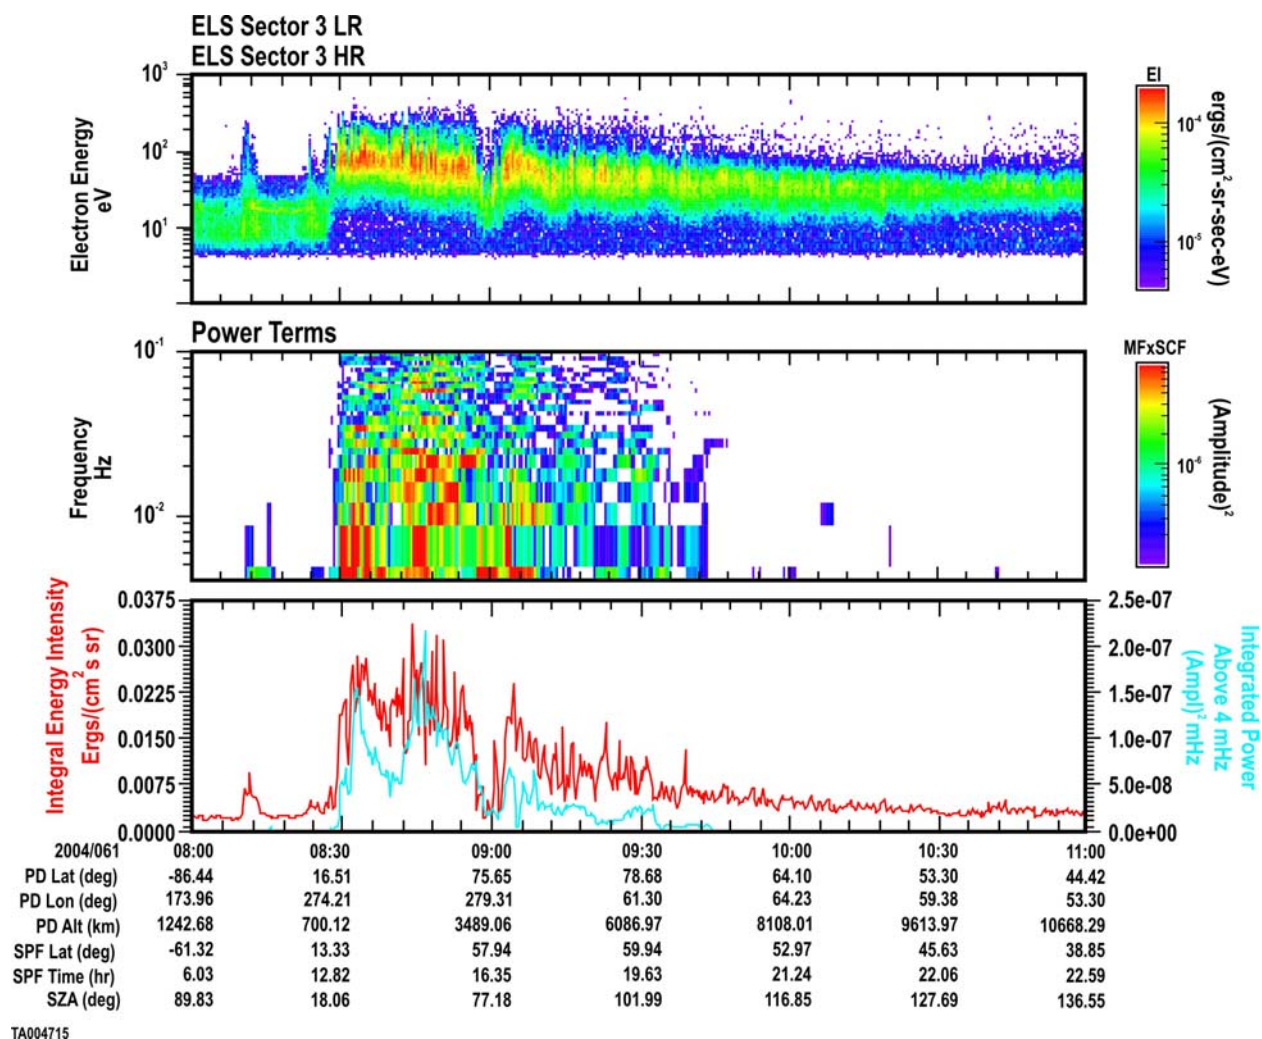 ELS Sector 3 LR
ELS Sector 3 HR
10³
10²
10¹
Electron Energy
eV
EI
10⁻⁴
10⁻⁵
ergs/(cm²-sr-sec-eV)
Power Terms
10⁻¹
10⁻²
Frequency
Hz
MFxSCF
10⁻⁶
(Amplitude)²
Integral Energy Intensity
Ergs/(cm² s sr)
0.0375
0.0300
0.0225
0.0150
0.0075
0.0000
2.5e-07
2.0e-07
1.5e-07
1.0e-07
5.0e-08
0.0e+00
Integrated Power
Above 4 mHz
(Ampl)² mHz
2004/061 08:00 08:30 09:00 09:30 10:00 10:30 11:00
PD Lat (deg) -86.44 16.51 75.65 78.68 64.10 53.30 44.42
PD Lon (deg) 173.96 274.21 279.31 61.30 64.23 59.38 53.30
PD Alt (km) 1242.68 700.12 3489.06 6086.97 8108.01 9613.97 10668.29
SPF Lat (deg) -61.32 13.33 57.94 59.94 52.97 45.63 38.85
SPF Time (hr) 6.03 12.82 16.35 19.63 21.24 22.06 22.59
SZA (deg) 89.83 18.06 77.18 101.99 116.85 127.69 136.55
TA004715